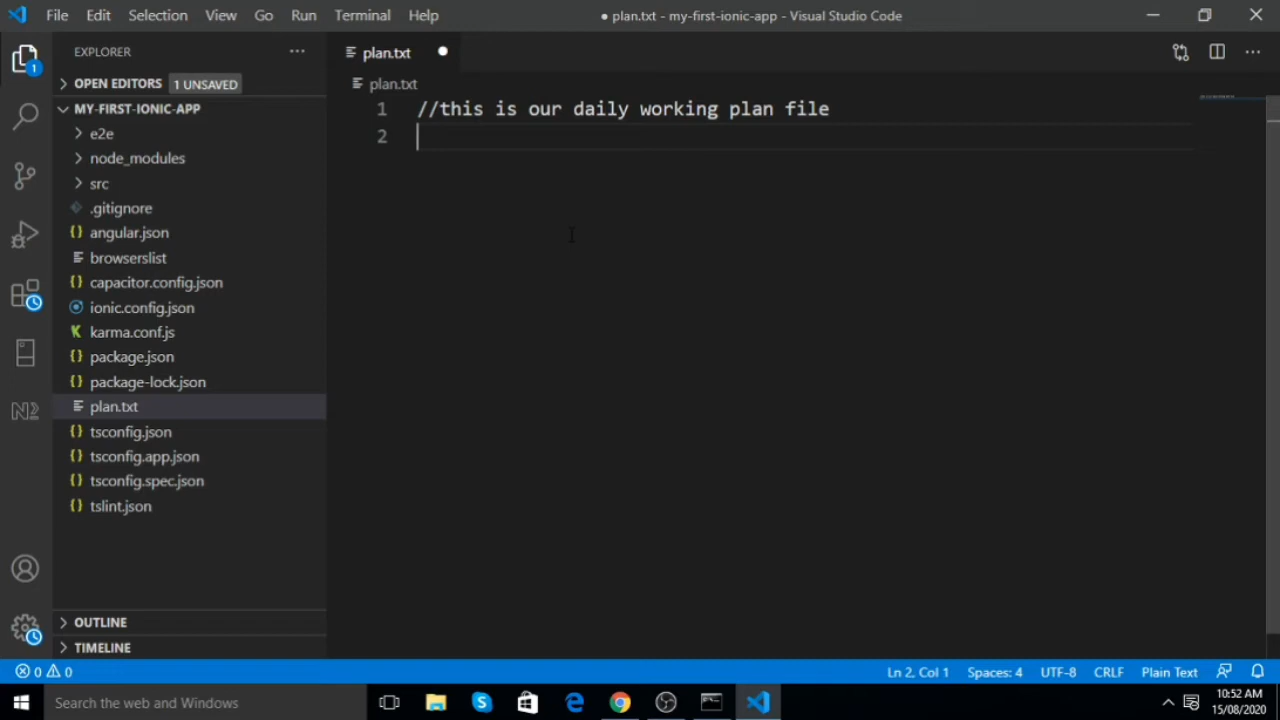 File Edit Selection View Go Run Terminal Help
● plan.txt - my-first-ionic-app - Visual Studio Code
EXPLORER
OPEN EDITORS 1 UNSAVED
MY-FIRST-IONIC-APP
e2e
node_modules
src
.gitignore
angular.json
browserslist
capacitor.config.json
ionic.config.json
karma.conf.js
package.json
package-lock.json
plan.txt
tsconfig.json
tsconfig.app.json
tsconfig.spec.json
tslint.json
OUTLINE
TIMELINE
1
plan.txt
plan.txt
1 //this is our daily working plan file
2
0 0
Ln 2, Col 1 Spaces: 4 UTF-8 CRLF Plain Text
Search the web and Windows
10:52 AM
15/08/2020